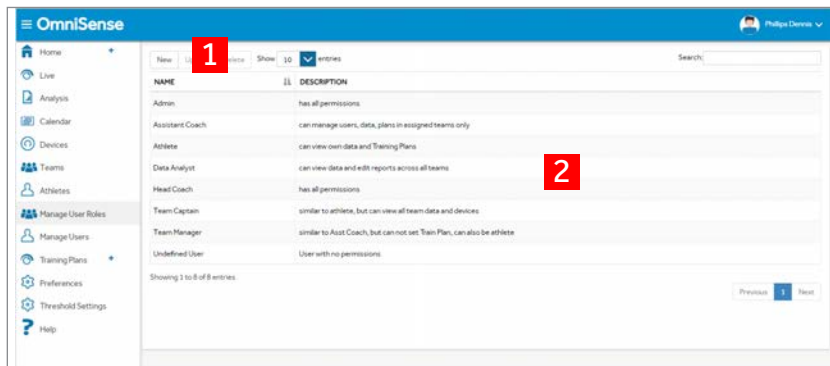 OmniSense
Phillips Dennis
Home
Live
Analysis
Calendar
Devices
Teams
Athletes
Manage User Roles
Manage Users
Training Plans
Preferences
Threshold Settings
Help
New 1 Show 10 entries Search:
NAME DESCRIPTION
Admin has all permissions
Assistant Coach can manage users, data, plans in assigned teams only
Athlete can view own data and Training Plans
Data Analyst can view data and edit reports across all teams
2
Head Coach has all permissions
Team Captain similar to athlete, but can view all team data and devices
Team Manager similar to Asst Coach, but can not set Train Plan, can also be athlete
Undefined User User with no permissions
Showing 1 to 8 of 8 entries
Previous 1 Next